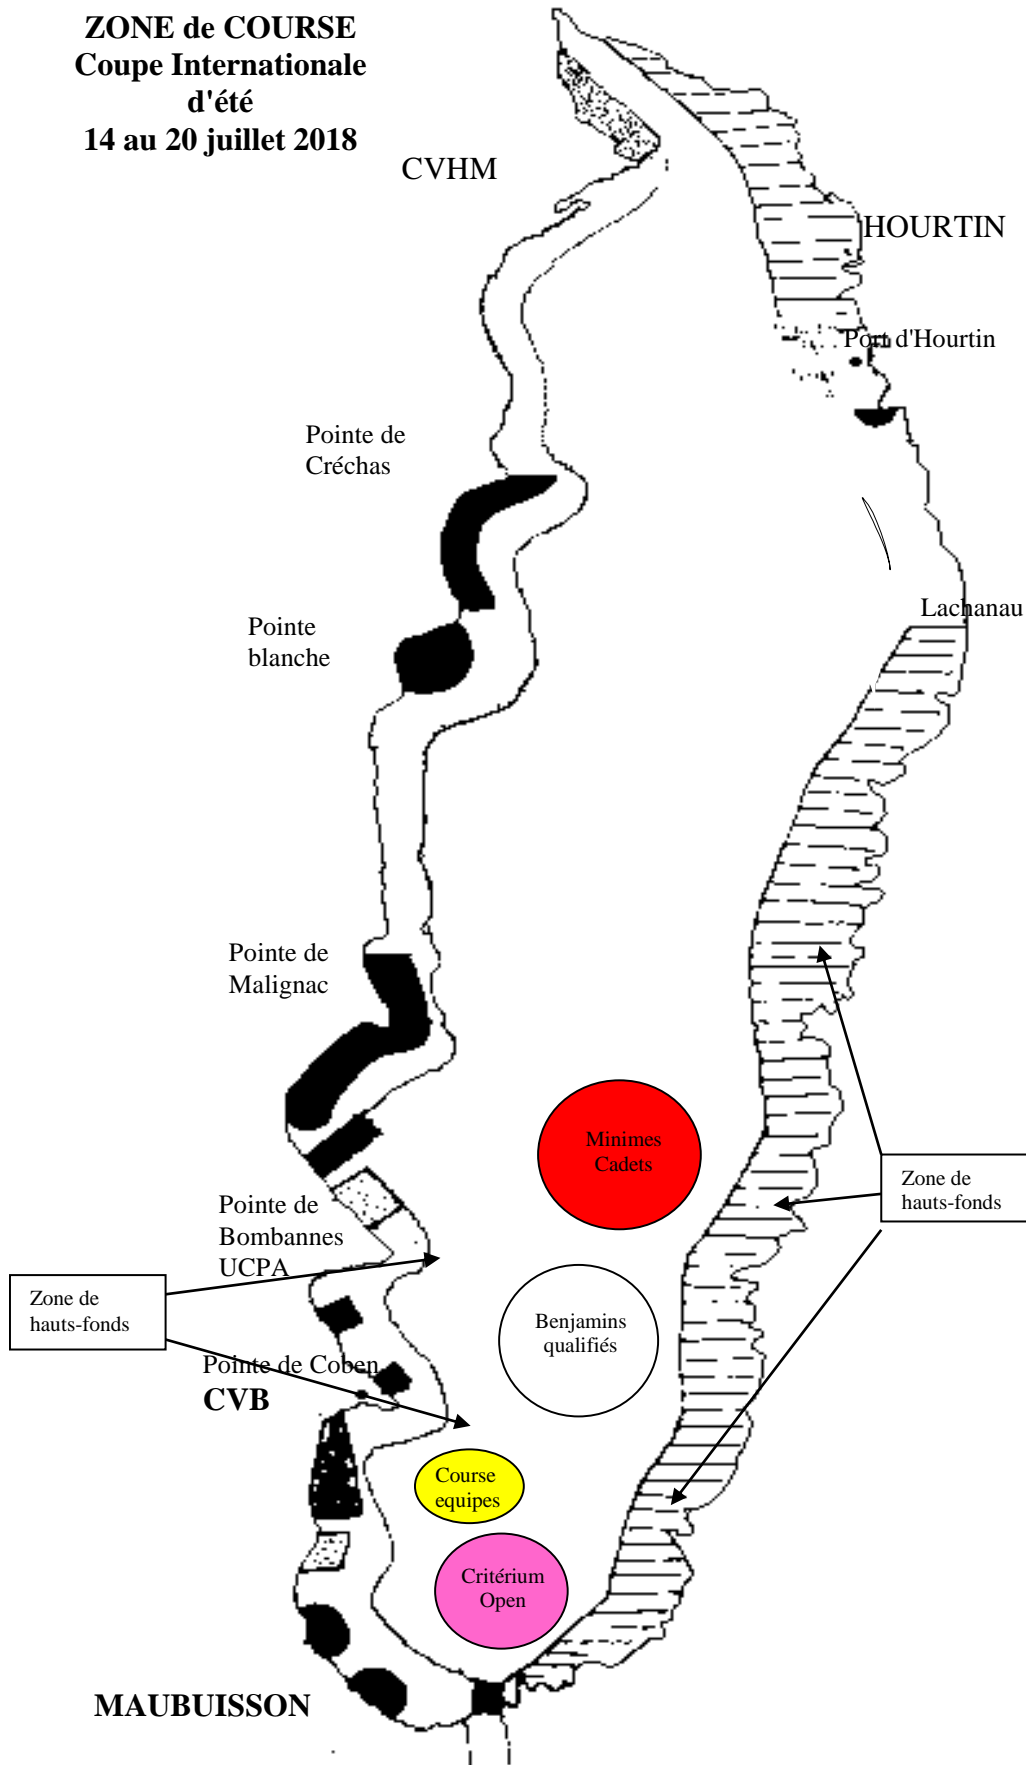 ZONE de COURSE
Coupe Internationale
d'été
14 au 20 juillet 2018
CVHM
HOURTIN
Port d'Hourtin
Pointe de
Créchas
Lachanau
Pointe
blanche
Pointe de
Malignac
Minimes
Cadets
Zone de
hauts-fonds
Pointe de
Bombannes
UCPA
Zone de
hauts-fonds
Benjamins
qualifiés
Pointe de Coben
CVB
Course
equipes
Critérium
Open
MAUBUISSON